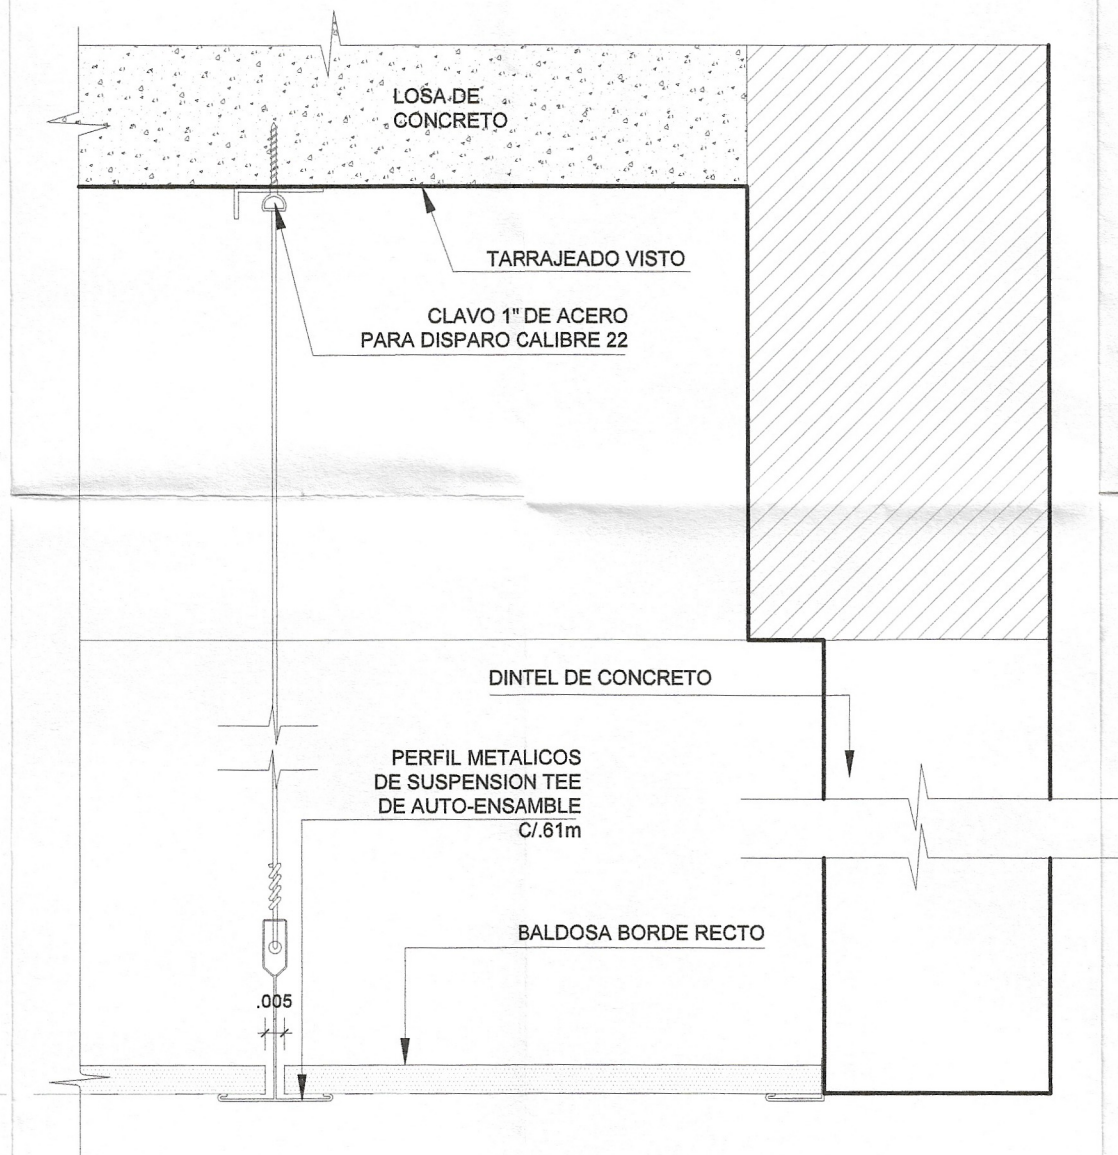 LOSA DE
CONCRETO
TARRAJEADO VISTO
CLAVO 1" DE ACERO
PARA DISPARO CALIBRE 22
DINTEL DE CONCRETO
PERFIL METALICOS
DE SUSPENSION TEE
DE AUTO-ENSAMBLE
C/.61m
BALDOSA BORDE RECTO
.005